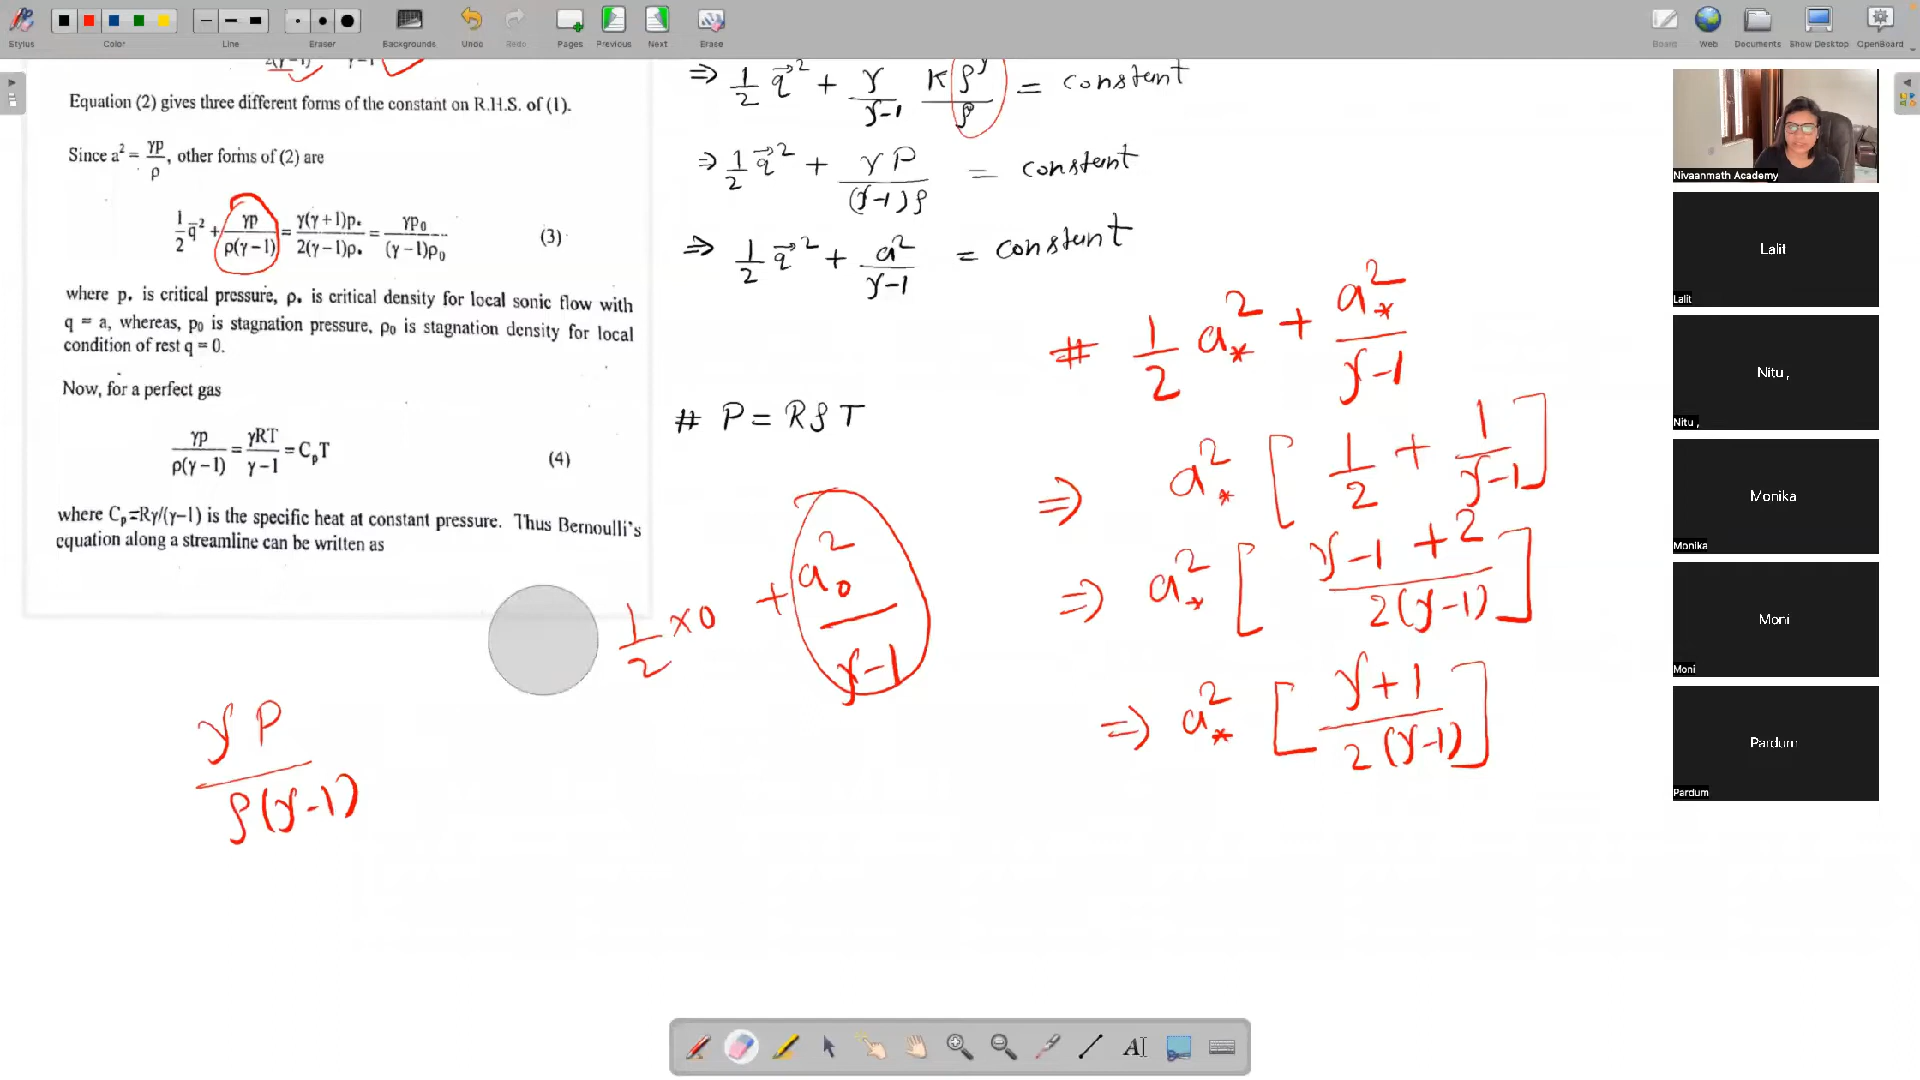 Stylus
Color
Line
Eraser
Backgrounds
Undo
Redo
Pages
Previous
Next
Erase
Board
Web
Documents
Show Desktop
OpenBoard
Equation (2) gives three different forms of the constant on R.H.S. of (1).
Since a² = γp/ρ, other forms of (2) are
1/2 q̄² + γp/ρ(γ−1) = γ(γ+1)p*/2(γ−1)ρ* = γp₀/(γ−1)ρ₀ (3)
where p* is critical pressure, ρ* is critical density for local sonic flow with
q = a, whereas, p₀ is stagnation pressure, ρ₀ is stagnation density for local
condition of rest q = 0.
Now, for a perfect gas
γp/ρ(γ−1) = γRT/γ−1 = CₚT (4)
where Cₚ=Rγ/(γ−1) is the specific heat at constant pressure. Thus Bernoulli's
equation along a streamline can be written as
γP/ρ(γ-1)
⇒ 1/2 q⃗² + γ/γ-1 Kρ^γ/ρ = constant
⇒ 1/2 q⃗² + γP/(γ-1)ρ = constant
⇒ 1/2 q⃗² + a²/γ-1 = constant
# P = RρT
1/2 × 0 + a₀²/γ-1
# 1/2 a*² + a*²/γ-1
⇒ a*² [1/2 + 1/γ-1]
⇒ a*² [γ-1+2/2(γ-1)]
⇒ a*² [γ+1/2(γ-1)]
Nivaanmath Academy
Lalit
Lalit
Nitu ,
Nitu ,
Monika
Monika
Moni
Moni
Pardum
Pardum